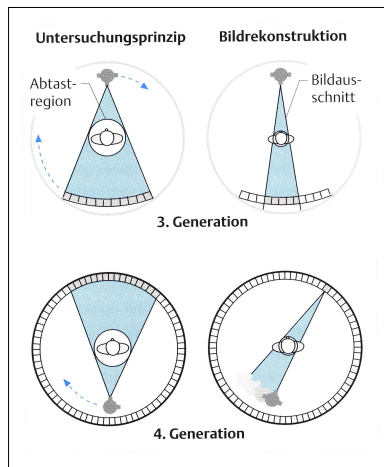 Untersuchungsprinzip
Bildrekonstruktion
Abtast-
region
Bildaus-
schnitt
3. Generation
4. Generation